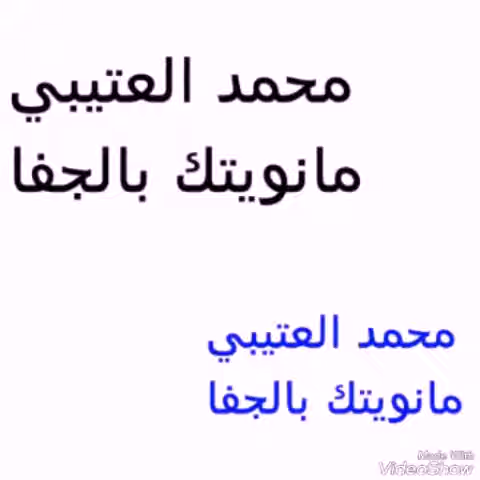 محمد العتيبي
مانويتك بالجفا
محمد العتيبي
مانويتك بالجفا
Made With
VideoShow